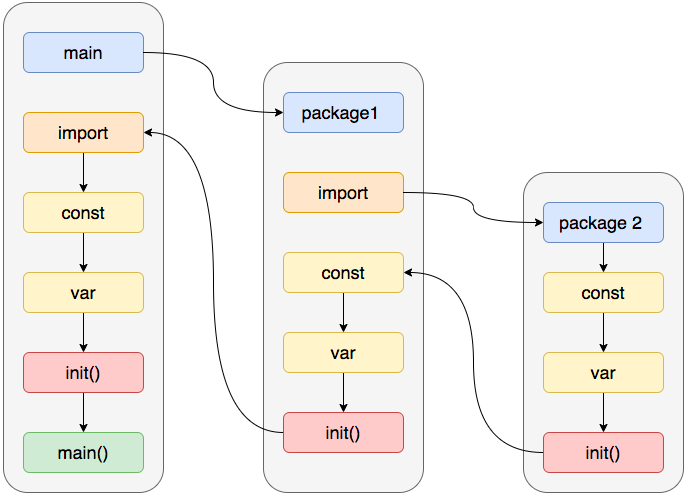 main
import
const
var
init()
main()
package1
import
const
var
init()
package 2
const
var
init()